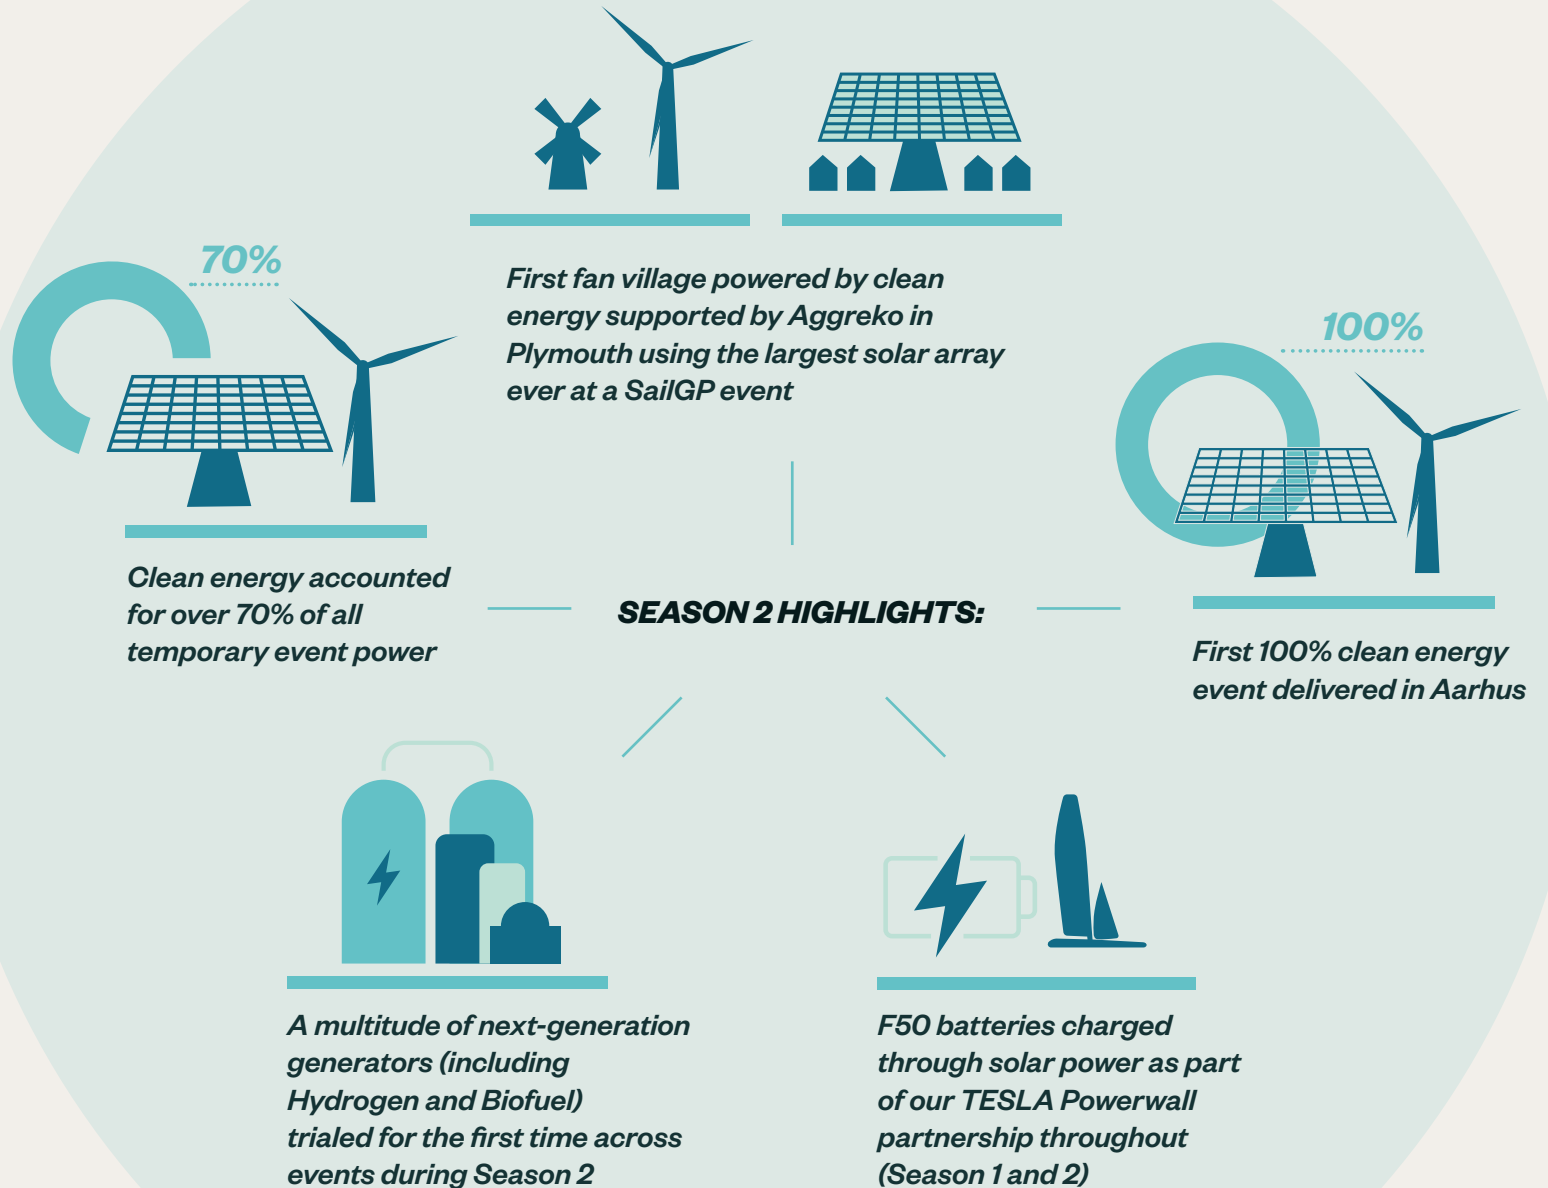 First fan village powered by clean
energy supported by Aggreko in
Plymouth using the largest solar array
ever at a SailGP event
70%
Clean energy accounted
for over 70% of all
temporary event power
SEASON 2 HIGHLIGHTS:
100%
First 100% clean energy
event delivered in Aarhus
A multitude of next-generation
generators (including
Hydrogen and Biofuel)
trialed for the first time across
events during Season 2
F50 batteries charged
through solar power as part
of our TESLA Powerwall
partnership throughout
(Season 1 and 2)